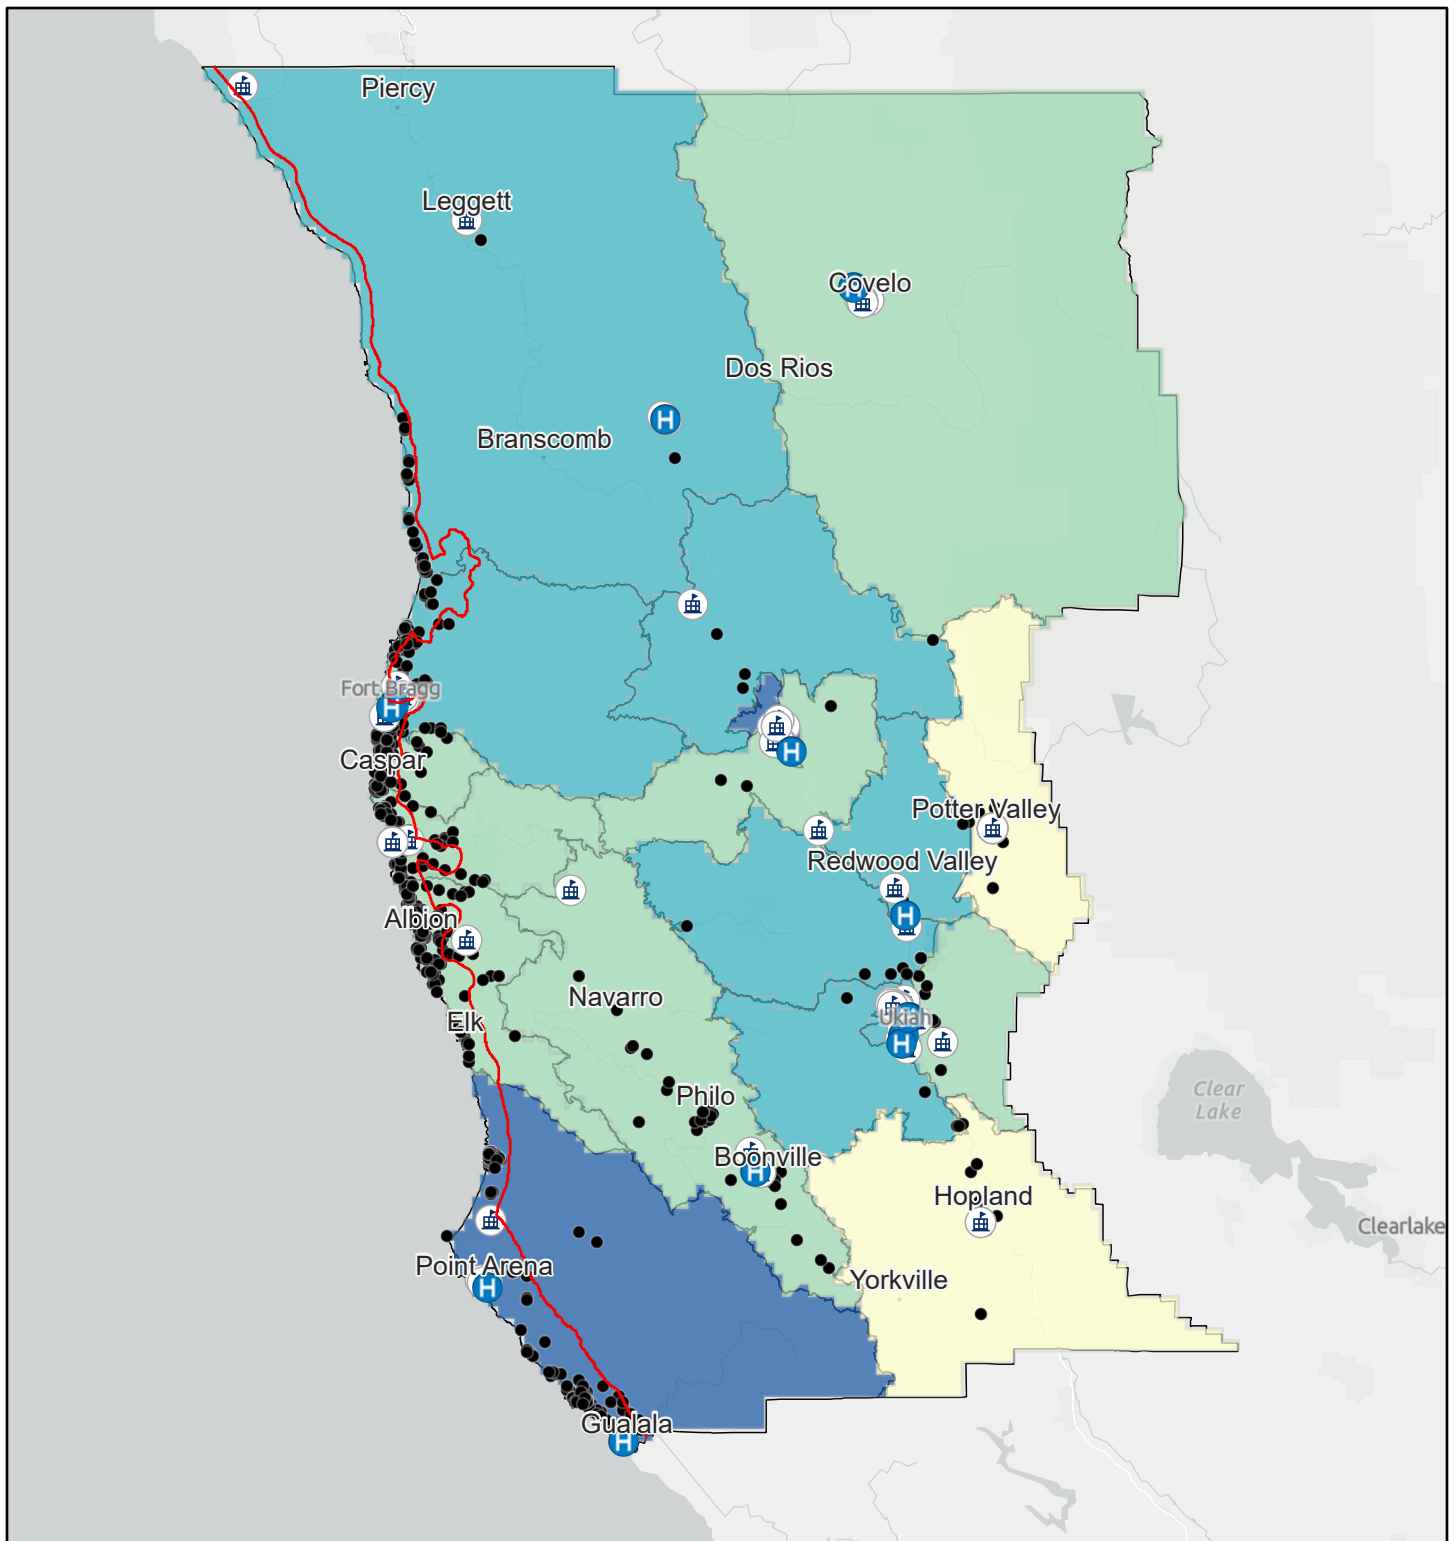 Piercy
Leggett
Covelo
H
Dos Rios
H
Branscomb
Fort Bragg
H
H
Caspar
Potter Valley
Redwood Valley
H
Albion
Navarro
Ukiah
Elk
H
Philo
Clear
Lake
Boonville
H
Hopland
Clearlake
Point Arena
H
Yorkville
Gualala
H